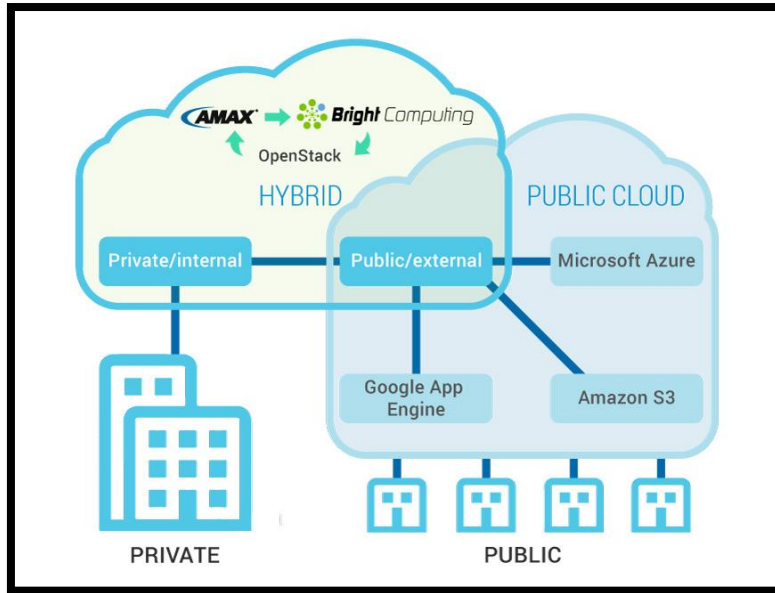 AMAX
Bright Computing
OpenStack
HYBRID
PUBLIC CLOUD
Private/internal
Public/external
Microsoft Azure
Google App
Engine
Amazon S3
PRIVATE
PUBLIC